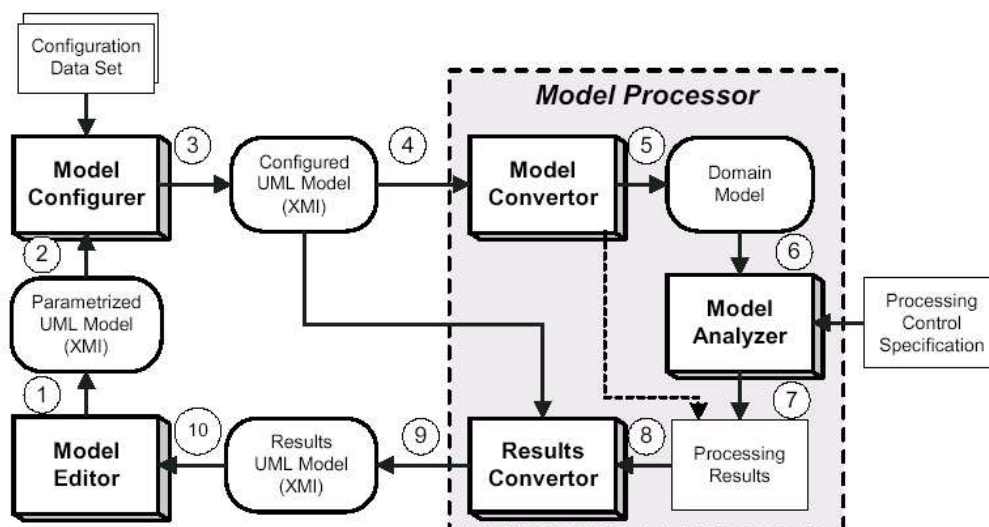 Configuration
Data Set
Model Processor
3
4
5
Model
Configurer
Configured
UML Model
(XMI)
Model
Convertor
Domain
Model
2
6
Parametrized
UML Model
(XMI)
Model
Analyzer
Processing
Control
Specification
1
7
10
9
8
Model
Editor
Results
UML Model
(XMI)
Results
Convertor
Processing
Results